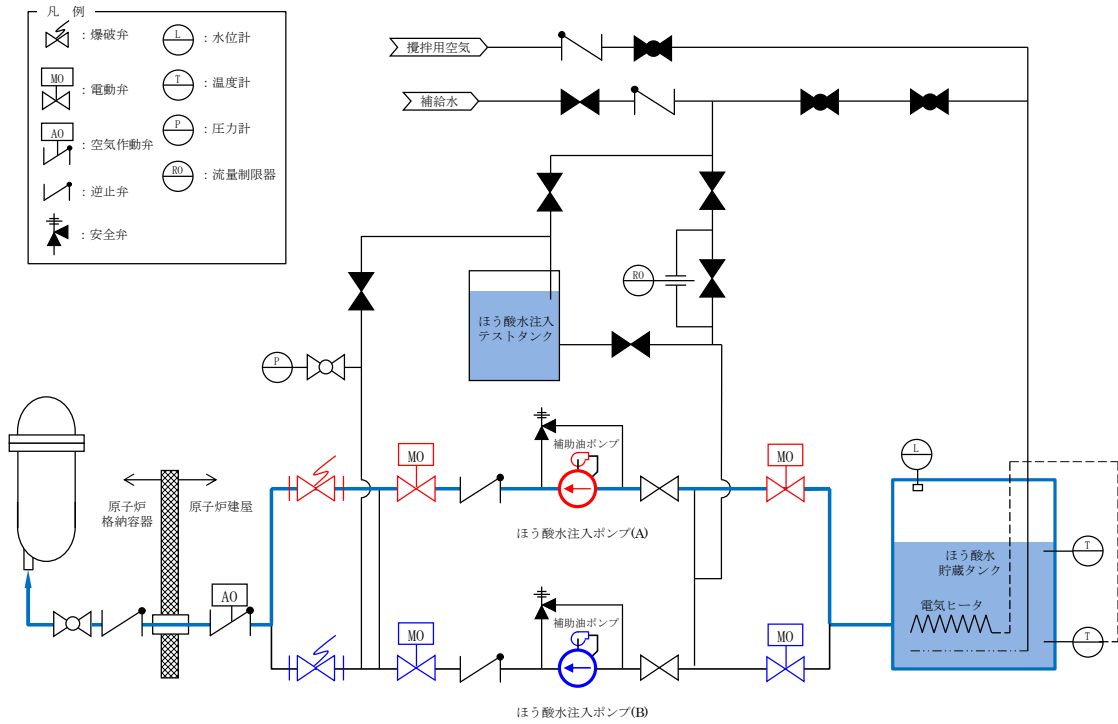 凡 例
:爆破弁
MO
:電動弁
AO
:空気作動弁
:逆止弁
:安全弁
L
:水位計
T
:温度計
P
:圧力計
RO
:流量制限器
攪拌用空気
補給水
RO
ほう酸水注入
テストタンク
P
原子炉
格納容器
原子炉建屋
AO
MO
補助油ポンプ
MO
ほう酸水注入ポンプ(A)
MO
補助油ポンプ
MO
ほう酸水注入ポンプ(B)
L
ほう酸水
貯蔵タンク
電気ヒータ
T
T